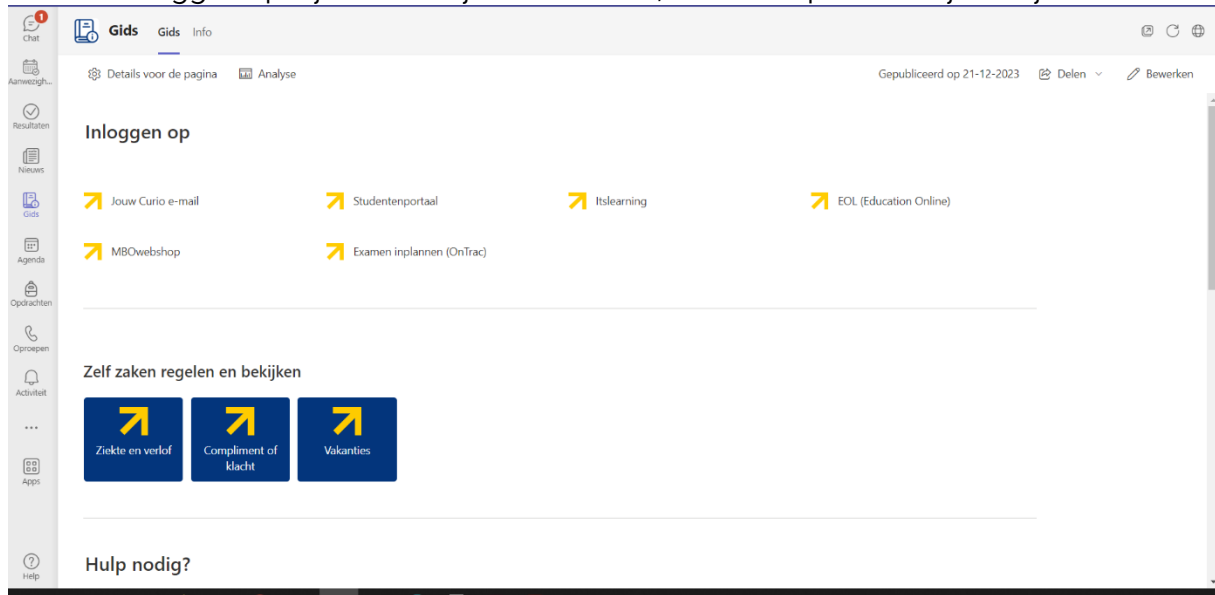 1
Chat
Gids Gids Info
Aanwezigh...
Details voor de pagina Analyse Gepubliceerd op 21-12-2023 Delen Bewerken
Resultaten
Inloggen op
Nieuws
Gids
Jouw Curio e-mail Studentenportaal Itslearning EOL (Education Online)
Agenda
MBOwebshop Examen inplannen (OnTrac)
Opdrachten
Oproepen
Zelf zaken regelen en bekijken
Activiteit
Ziekte en verlof Compliment of klacht Vakanties
...
Apps
Hulp nodig?
Help